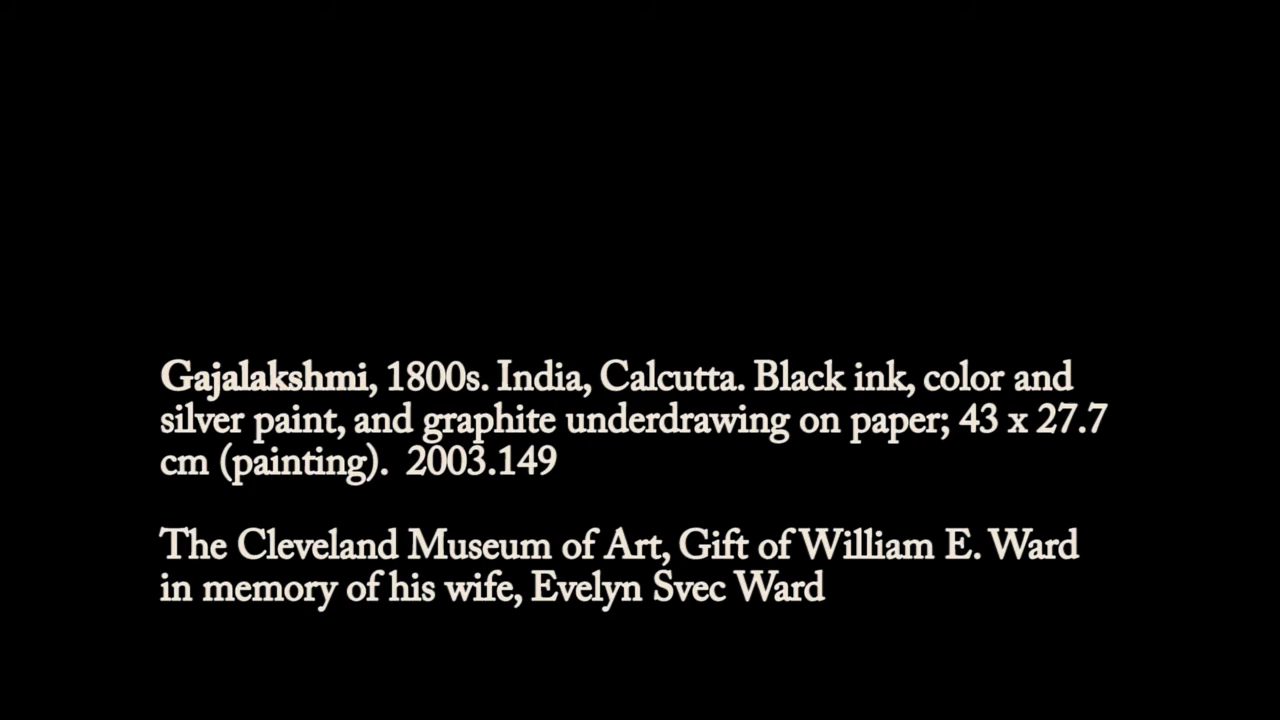 Gajalakshmi, 1800s. India, Calcutta. Black ink, color and
silver paint, and graphite underdrawing on paper; 43 x 27.7
cm (painting).  2003.149
The Cleveland Museum of Art, Gift of William E. Ward
in memory of his wife, Evelyn Svec Ward